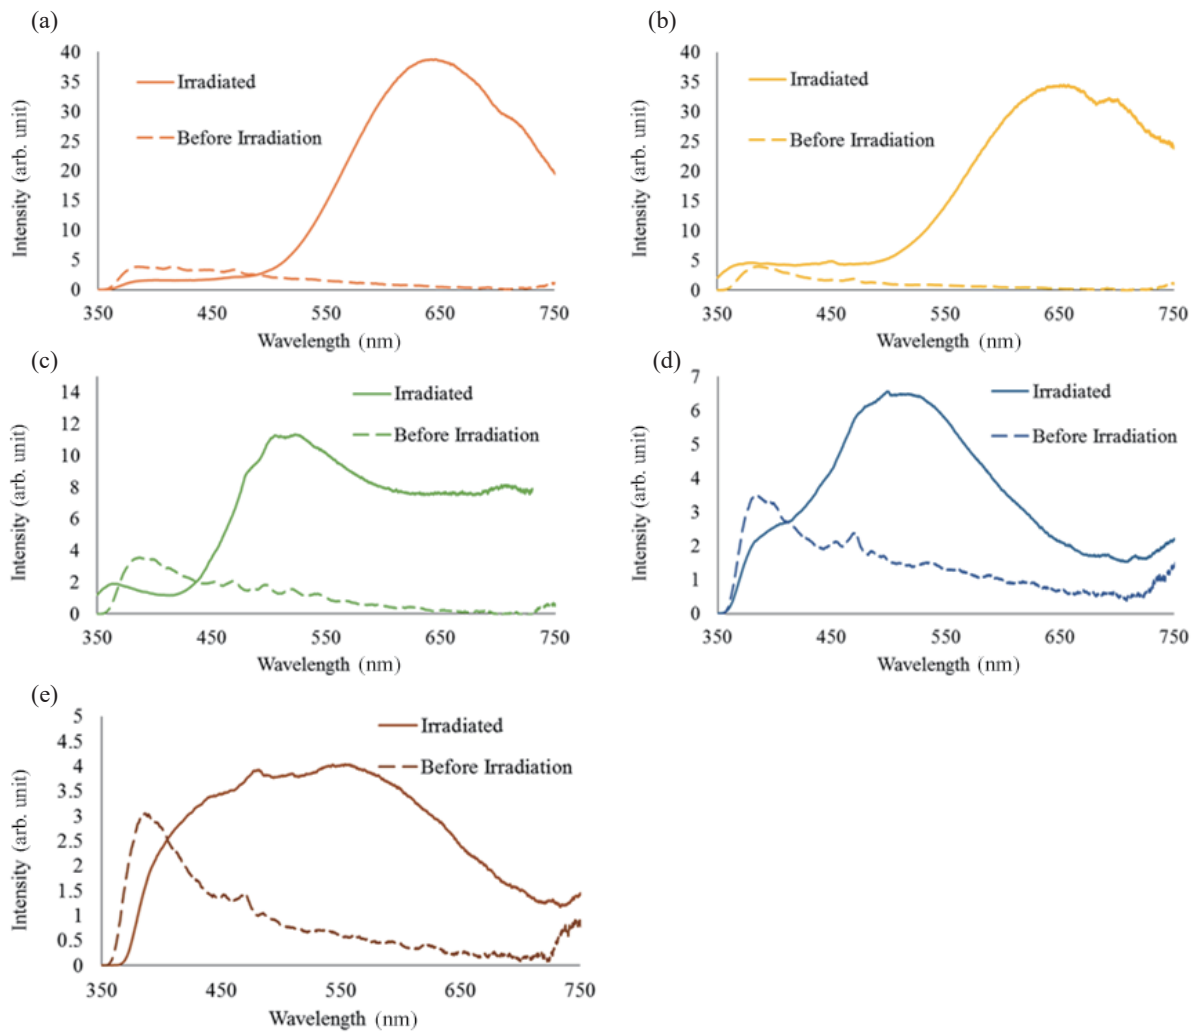 (a)
Intensity (arb. unit)
40
35
30
25
20
15
10
5
0
Irradiated
Before Irradiation
350 450 550 650 750
Wavelength (nm)
(b)
Intensity (arb. unit)
40
35
30
25
20
15
10
5
0
Irradiated
Before Irradiation
350 450 550 650 750
Wavelength (nm)
(c)
Intensity (arb. unit)
14
12
10
8
6
4
2
0
Irradiated
Before Irradiation
350 450 550 650 750
Wavelength (nm)
(d)
Intensity (arb. unit)
7
6
5
4
3
2
1
0
Irradiated
Before Irradiation
350 450 550 650 750
Wavelength (nm)
(e)
Intensity (arb. unit)
5
4.5
4
3.5
3
2.5
2
1.5
1
0.5
0
Irradiated
Before Irradiation
350 450 550 650 750
Wavelength (nm)